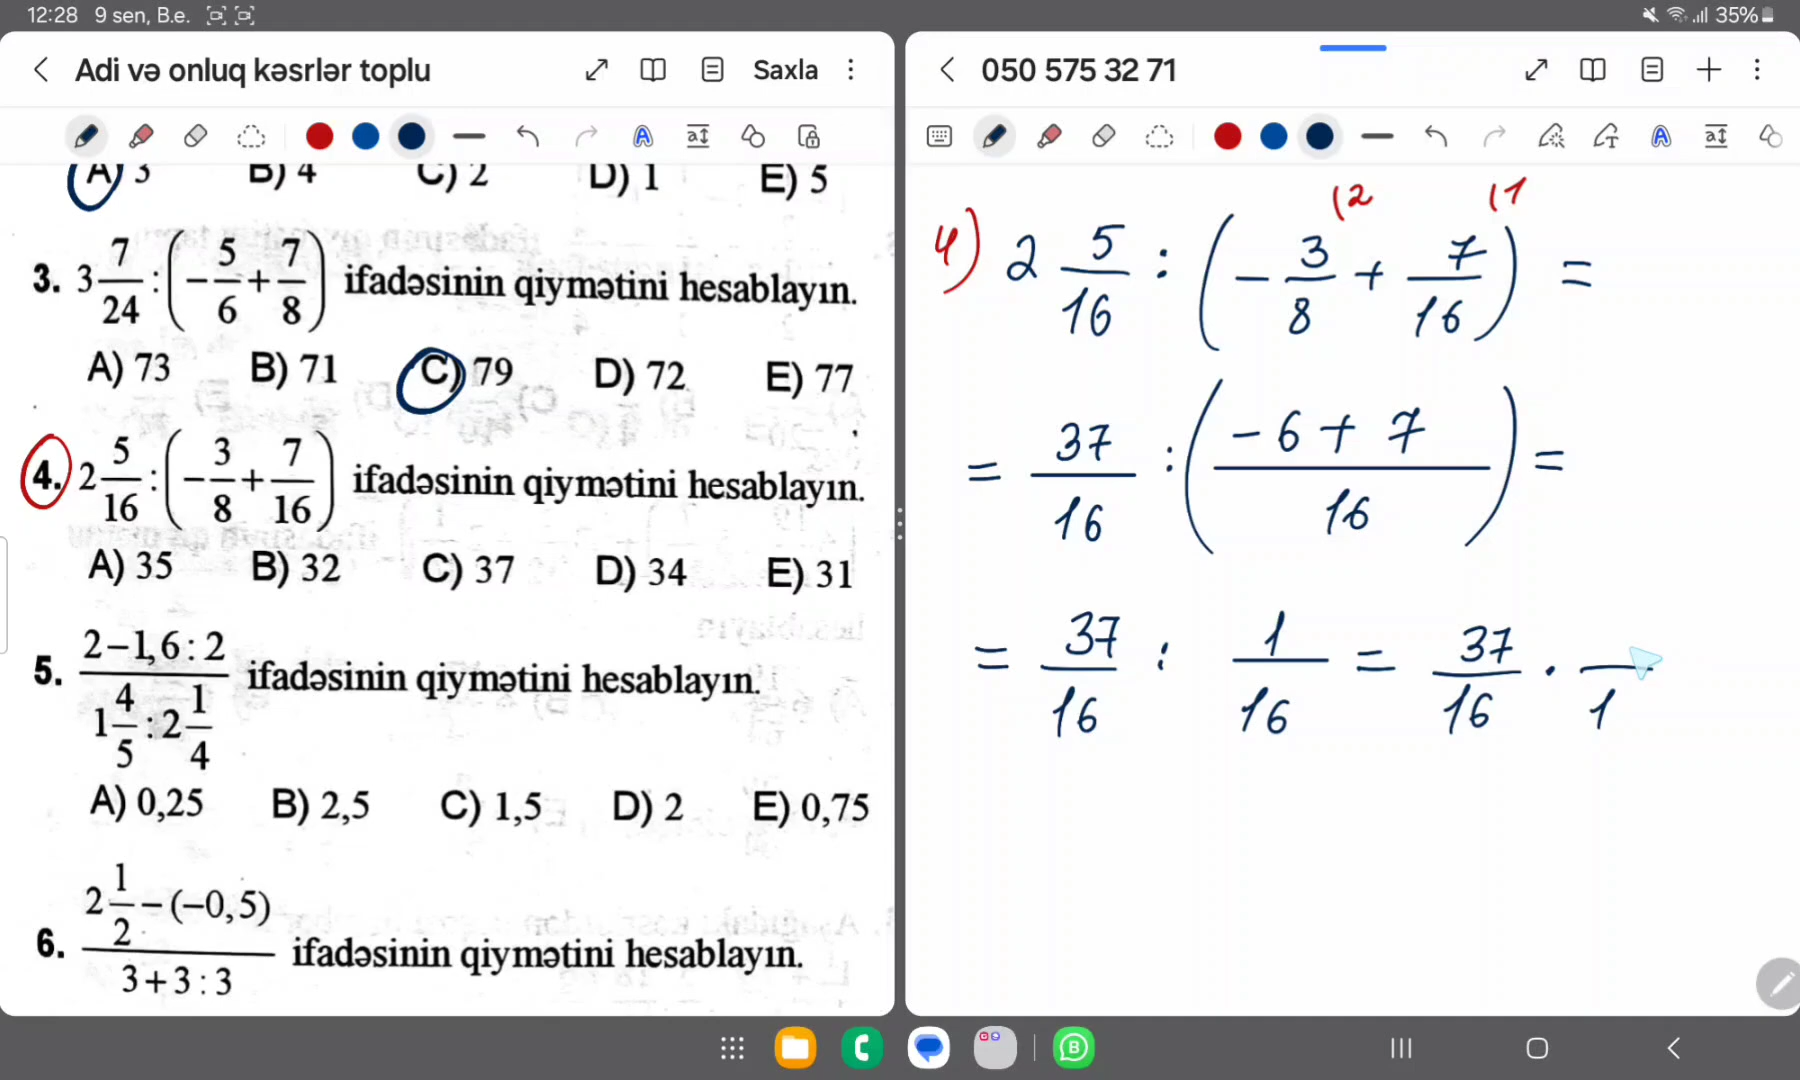 12:28 9 sen, B.e. 35%
Adi və onluq kəsrlər toplu Saxla
A) 3 B) 4 C) 2 D) 1 E) 5
3. 3 7/24 : (-5/6 + 7/8) ifadəsinin qiymətini hesablayın.
A) 73 B) 71 C) 79 D) 72 E) 77
4. 2 5/16 : (-3/8 + 7/16) ifadəsinin qiymətini hesablayın.
A) 35 B) 32 C) 37 D) 34 E) 31
5. (2-1,6:2)/(1 4/5 : 2 1/4) ifadəsinin qiymətini hesablayın.
A) 0,25 B) 2,5 C) 1,5 D) 2 E) 0,75
6. (2 1/2 - (-0,5))/(3+3:3) ifadəsinin qiymətini hesablayın.
050 575 32 71
(2 (1
4) 2 5/16 : (-3/8 + 7/16) =
= 37/16 : ((-6+7)/16) =
= 37/16 : 1/16 = 37/16 · /1